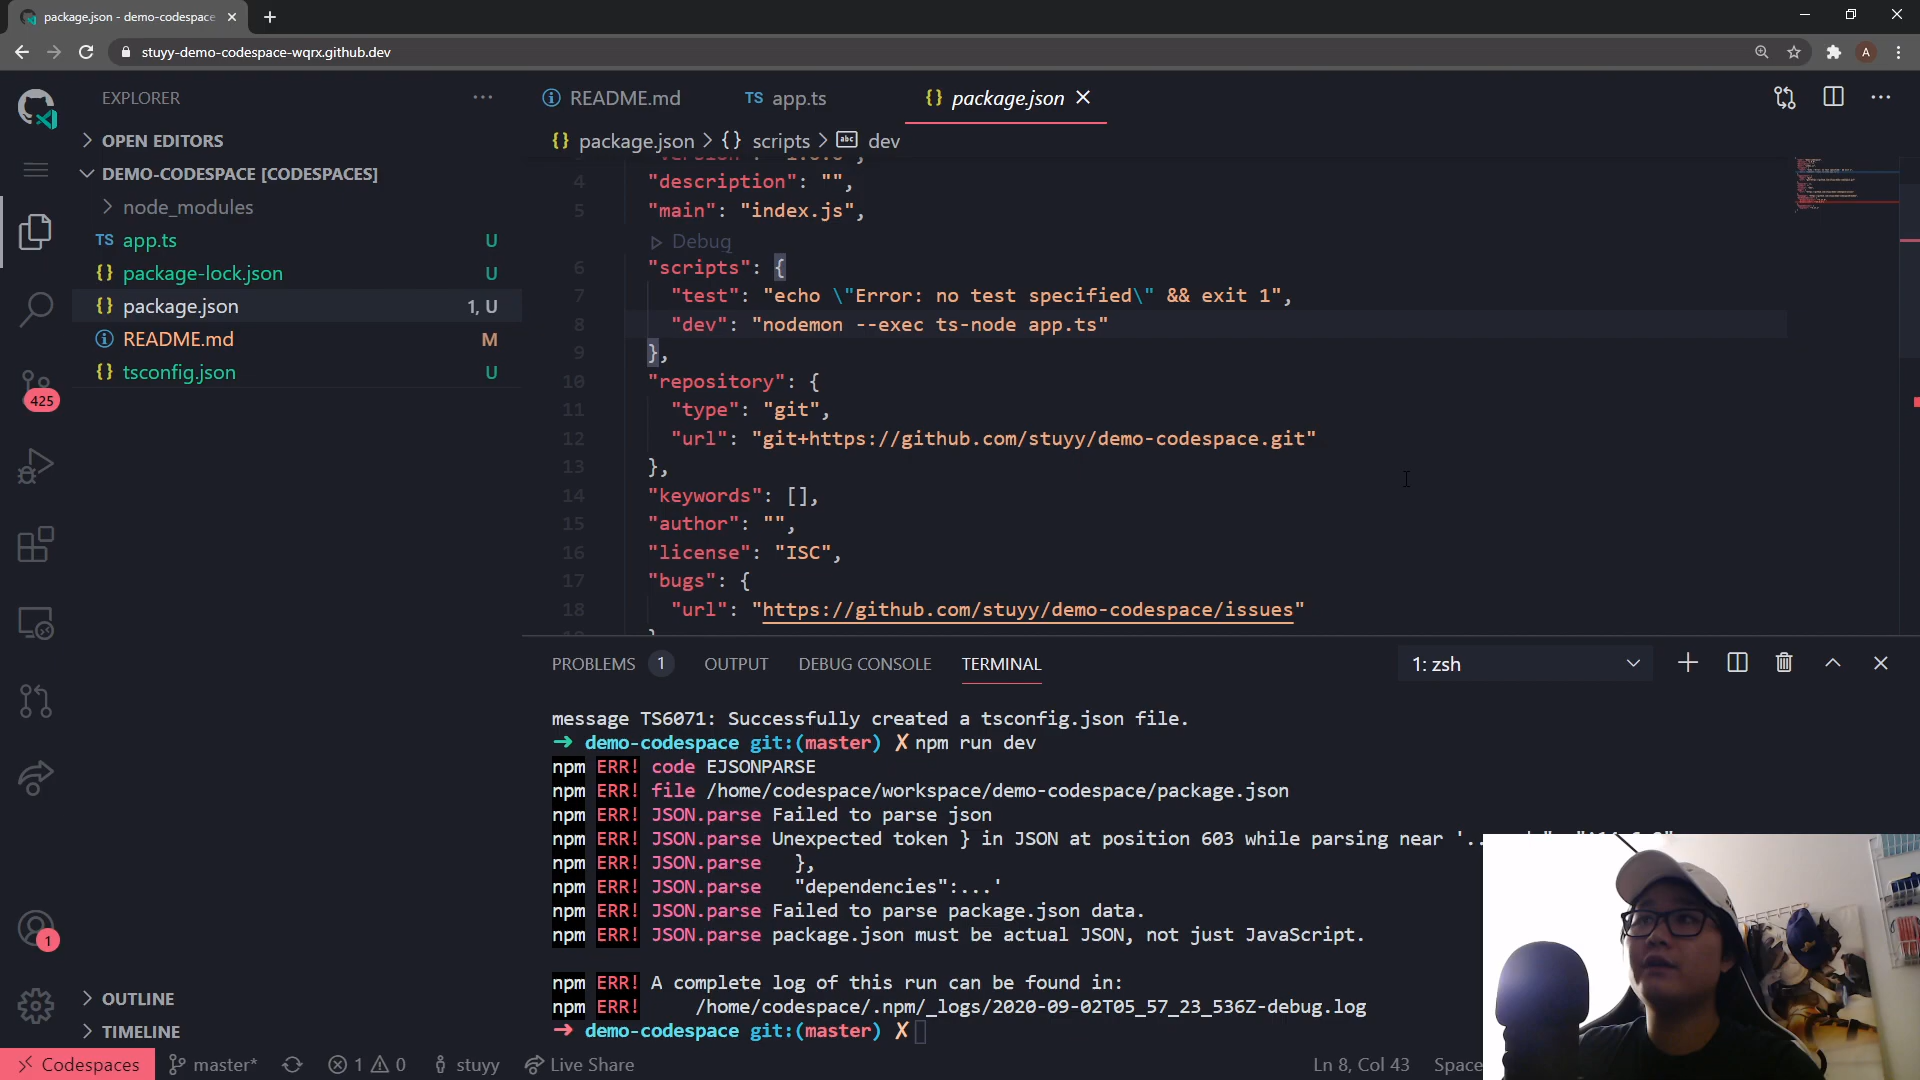 package.json - demo-codespace
stuyy-demo-codespace-wqrx.github.dev
A
EXPLORER
OPEN EDITORS
DEMO-CODESPACE [CODESPACES]
node_modules
TS app.ts U
{} package-lock.json U
{} package.json 1, U
README.md M
{} tsconfig.json U
425
1
OUTLINE
TIMELINE
README.md
TS app.ts
{} package.json
{} package.json > {} scripts > abc dev
4 "description": "",
5 "main": "index.js",
Debug
6 "scripts": {
7 "test": "echo \"Error: no test specified\" && exit 1",
8 "dev": "nodemon --exec ts-node app.ts"
9 },
10 "repository": {
11 "type": "git",
12 "url": "git+https://github.com/stuyy/demo-codespace.git"
13 },
14 "keywords": [],
15 "author": "",
16 "license": "ISC",
17 "bugs": {
18 "url": "https://github.com/stuyy/demo-codespace/issues"
PROBLEMS 1 OUTPUT DEBUG CONSOLE TERMINAL 1: zsh
message TS6071: Successfully created a tsconfig.json file.
→ demo-codespace git:(master) ✗ npm run dev
npm ERR! code EJSONPARSE
npm ERR! file /home/codespace/workspace/demo-codespace/package.json
npm ERR! JSON.parse Failed to parse json
npm ERR! JSON.parse Unexpected token } in JSON at position 603 while parsing near '...
npm ERR! JSON.parse },
npm ERR! JSON.parse "dependencies":...'
npm ERR! JSON.parse Failed to parse package.json data.
npm ERR! JSON.parse package.json must be actual JSON, not just JavaScript.
npm ERR! A complete log of this run can be found in:
npm ERR! /home/codespace/.npm/_logs/2020-09-02T05_57_23_536Z-debug.log
→ demo-codespace git:(master) ✗
Codespaces master* 1 0 stuyy Live Share Ln 8, Col 43 Space